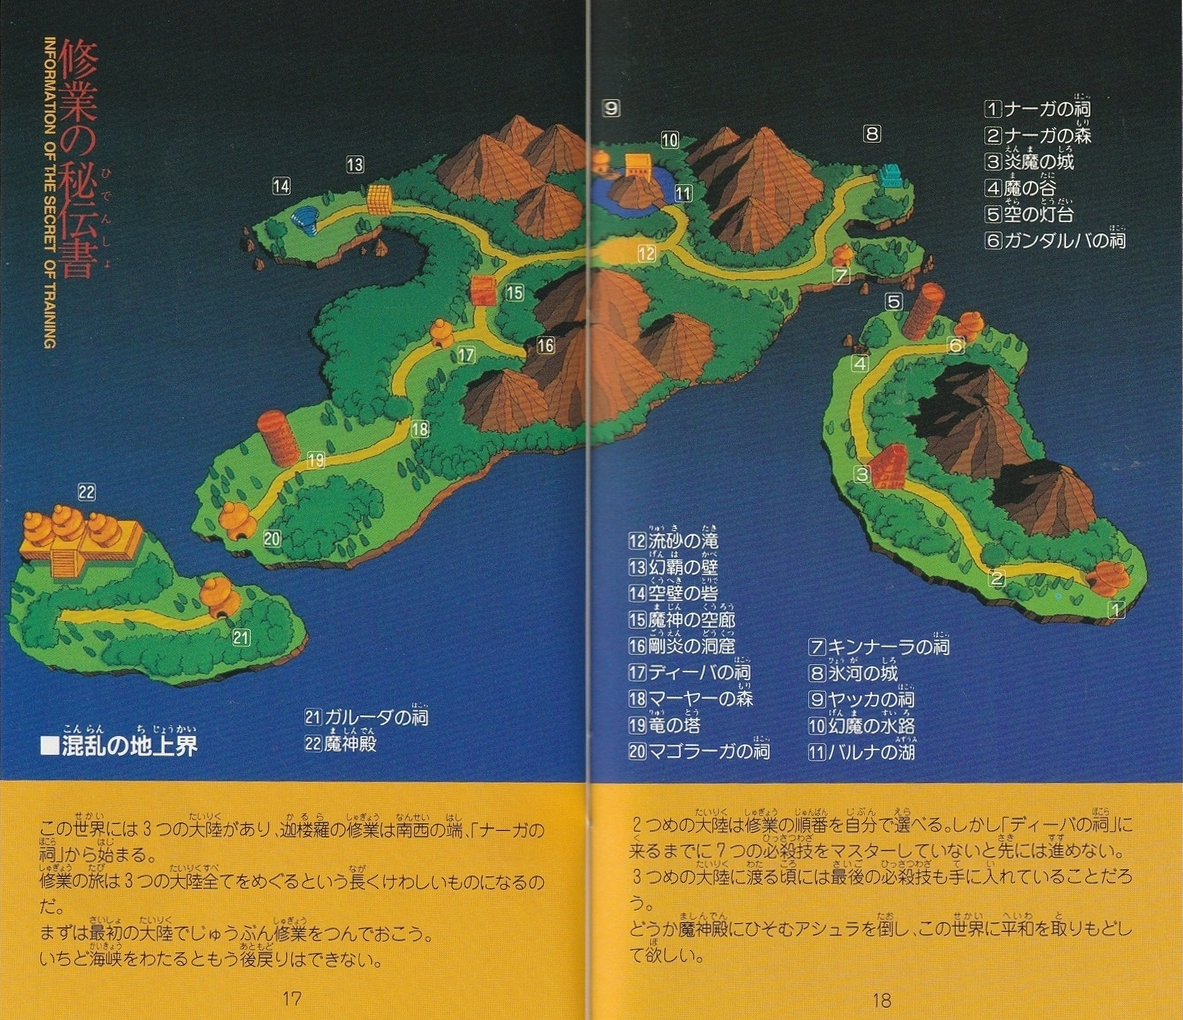 修業の秘伝書
INFORMATION OF THE SECRET OF TRAINING
1 ナーガの祠
2 ナーガの森
3 炎魔の城
4 魔の谷
5 空の灯台
6 ガンダルバの祠
12 流砂の滝
13 幻覇の壁
14 空壁の砦
15 魔神の空廊
16 剛炎の洞窟
17 ディーバの祠
18 マーヤーの森
19 竜の塔
20 マゴラーガの祠
7 キンナーラの祠
8 氷河の城
9 ヤッカの祠
10 幻魔の水路
11 バルナの湖
21 ガルーダの祠
22 魔神殿
■混乱の地上界
9
10
8
13
14
11
12
7
15
5
6
16
4
17
18
3
19
22
20
2
1
21
この世界には3つの大陸があり、迦楼羅の修業は南西の端、「ナーガの
祠」から始まる。
修業の旅は3つの大陸全てをめぐるという長くけわしいものになるの
だ。
まずは最初の大陸でじゅうぶん修業をつんでおこう。
いちど海峡をわたるともう後戻りはできない。
17
2つめの大陸は修業の順番を自分で選べる。しかし「ディーバの祠」に
来るまでに7つの必殺技をマスターしていないと先には進めない。
3つめの大陸に渡る頃には最後の必殺技も手に入れていることだろ
う。
どうか魔神殿にひそむアシュラを倒し、この世界に平和を取りもどし
て欲しい。
18